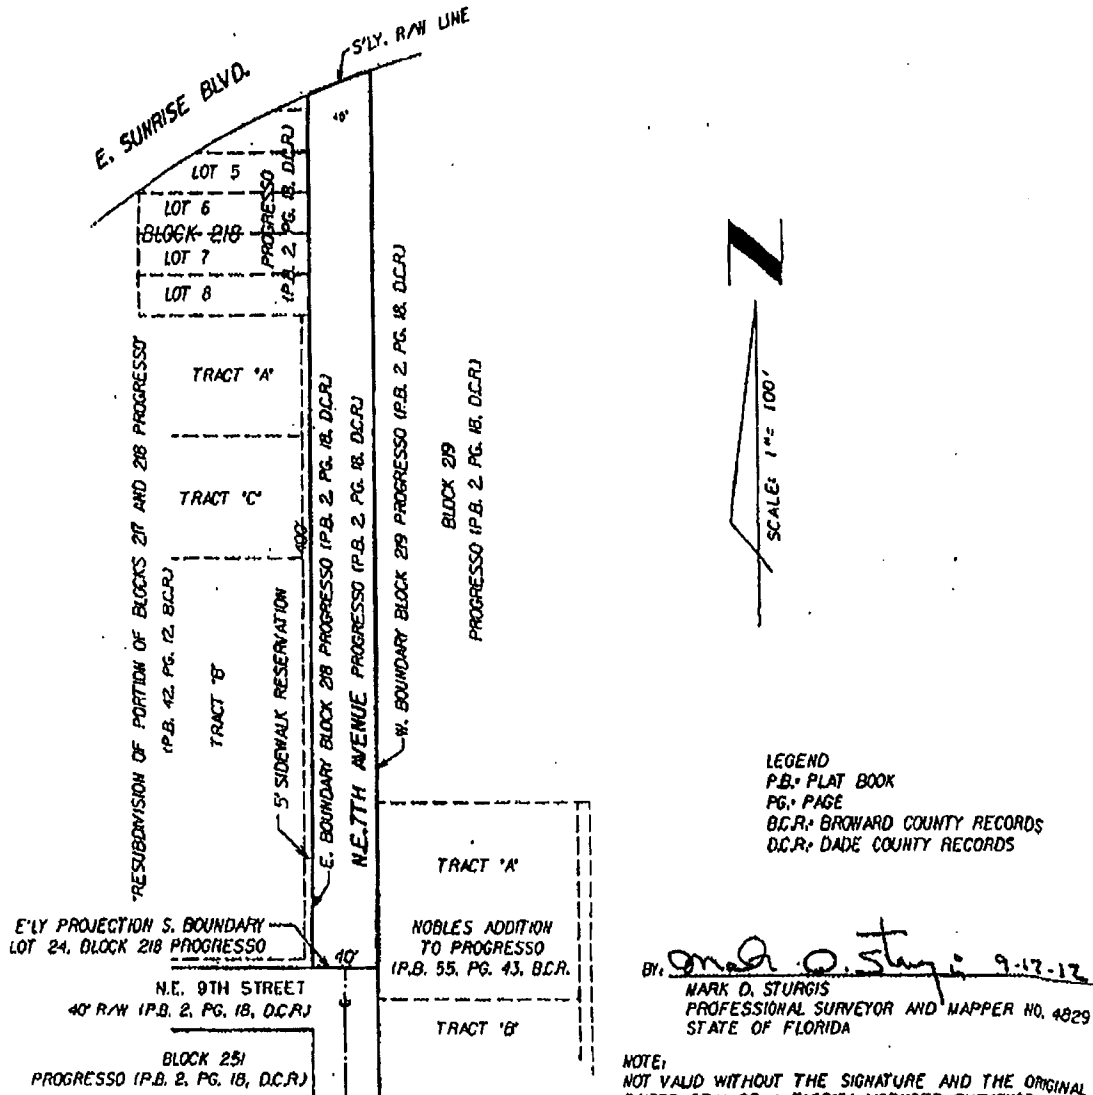 S'LY. R/W LINE
E. SUNRISE BLVD.
40'
LOT 5
LOT 6
BLOCK 218
LOT 7
LOT 8
PROGRESSO
(P.B. 2, PG. 18, D.C.R.)
TRACT "A"
TRACT "C"
400'
"RESUBDIVISION OF PORTION OF BLOCKS 217 AND 218 PROGRESSO"
(P.B. 42, PG. 12, B.C.R.)
TRACT "B"
5' SIDEWALK RESERVATION
E. BOUNDARY BLOCK 218 PROGRESSO (P.B. 2, PG. 18, D.C.R.)
N.E. 7TH AVENUE PROGRESSO (P.B. 2, PG. 18, D.C.R.)
W. BOUNDARY BLOCK 219 PROGRESSO (P.B. 2, PG. 18, D.C.R.)
BLOCK 219
PROGRESSO (P.B. 2, PG. 18, D.C.R.)
N
SCALE: 1"= 100'
LEGEND
P.B.= PLAT BOOK
PG.= PAGE
B.C.R.= BROWARD COUNTY RECORDS
D.C.R.= DADE COUNTY RECORDS
TRACT "A"
NOBLES ADDITION
TO PROGRESSO
(P.B. 55, PG. 43, B.C.R.
TRACT "B"
E'LY PROJECTION S. BOUNDARY
LOT 24, BLOCK 218 PROGRESSO
40'
N.E. 9TH STREET
40' R/W (P.B. 2, PG. 18, D.C.R.)
BLOCK 251
PROGRESSO (P.B. 2, PG. 18, D.C.R.)
BY: Mark O. Sturgis 9-17-12
MARK O. STURGIS
PROFESSIONAL SURVEYOR AND MAPPER NO. 4829
STATE OF FLORIDA
NOTE:
NOT VALID WITHOUT THE SIGNATURE AND THE ORIGINAL